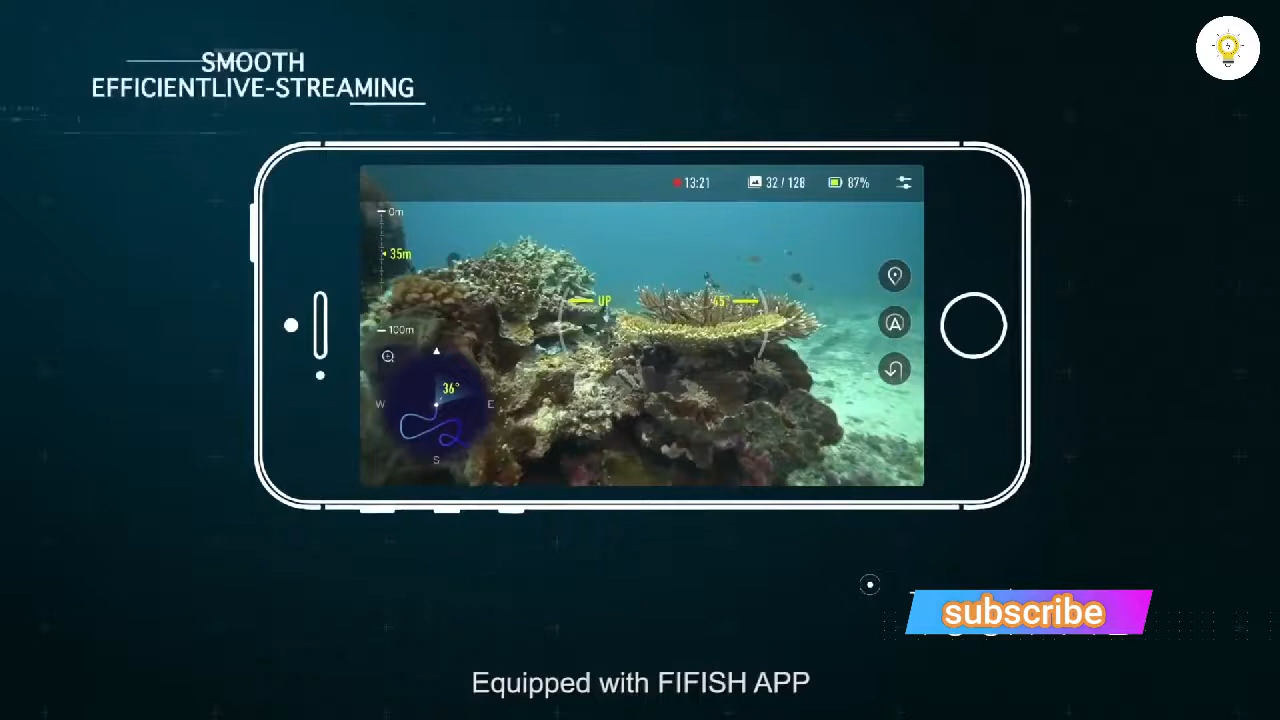 SMOOTH
EFFICIENTLIVE-STREAMING
13:21
32 / 128
87%
0m
35m
UP
45°
100m
36°
W
E
S
subscribe
Equipped with FIFISH APP